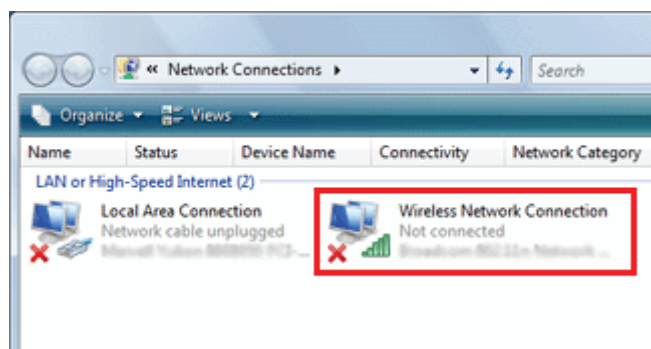 « Network Connections
Search
Organize Views
Name Status Device Name Connectivity Network Category
LAN or High-Speed Internet (2)
Local Area Connection
Network cable unplugged
Wireless Network Connection
Not connected